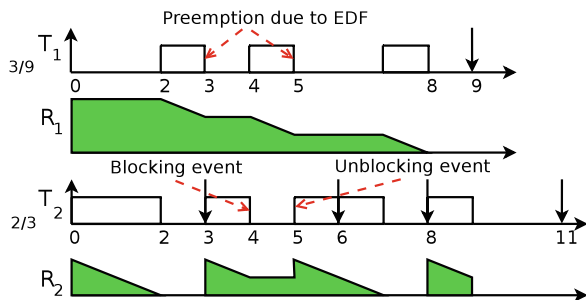 Preemption due to EDF
T1
3/9
0 2 3 4 5 8 9
R1
Blocking event Unblocking event
T2
2/3
0 2 3 4 5 6 8 11
R2